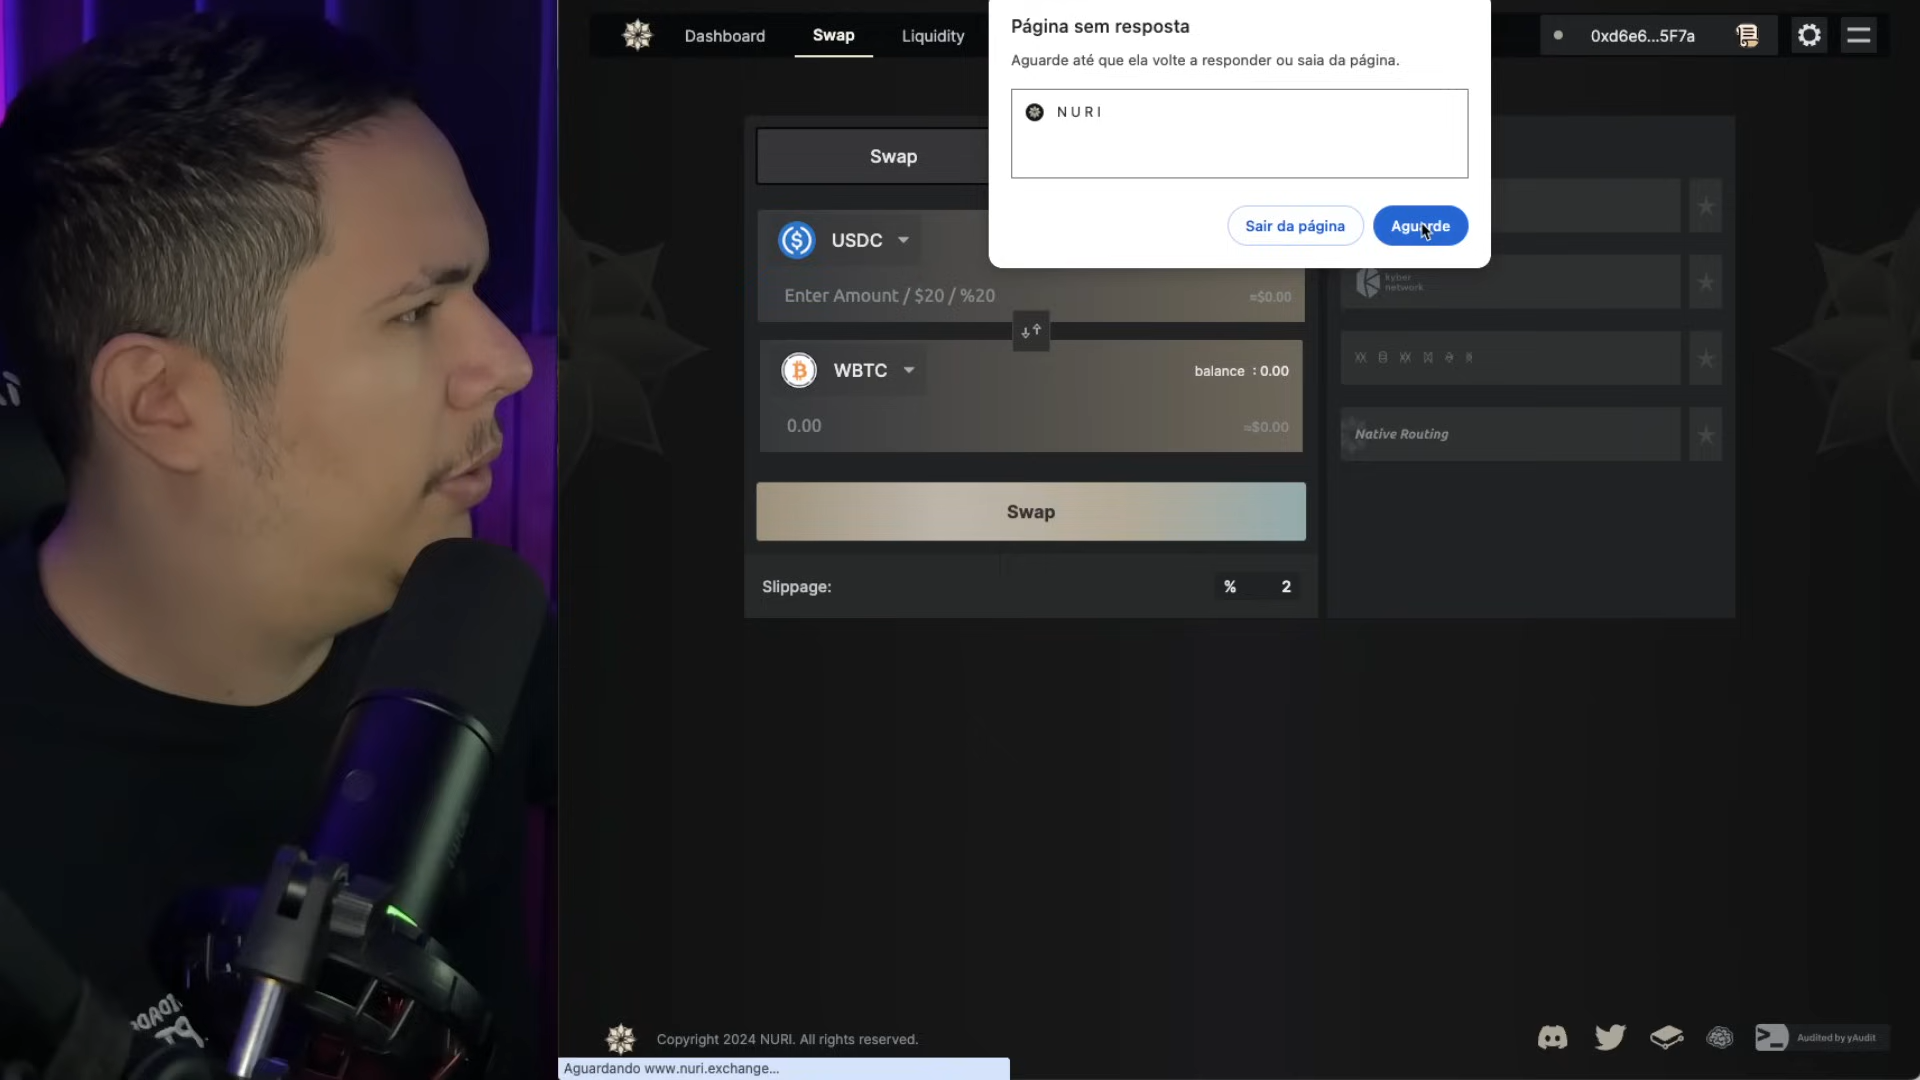 Dashboard
Swap
Liquidity
0xd6e6...5F7a
Página sem resposta
Aguarde até que ela volte a responder ou saia da página.
NURI
Sair da página
Aguarde
Swap
USDC
Enter Amount / $20 / %20
≈$0.00
WBTC
balance : 0.00
0.00
≈$0.00
Swap
Slippage:
% 2
kyber
network
Native Routing
Copyright 2024 NURI. All rights reserved.
Audited by yAudit
Aguardando www.nuri.exchange...